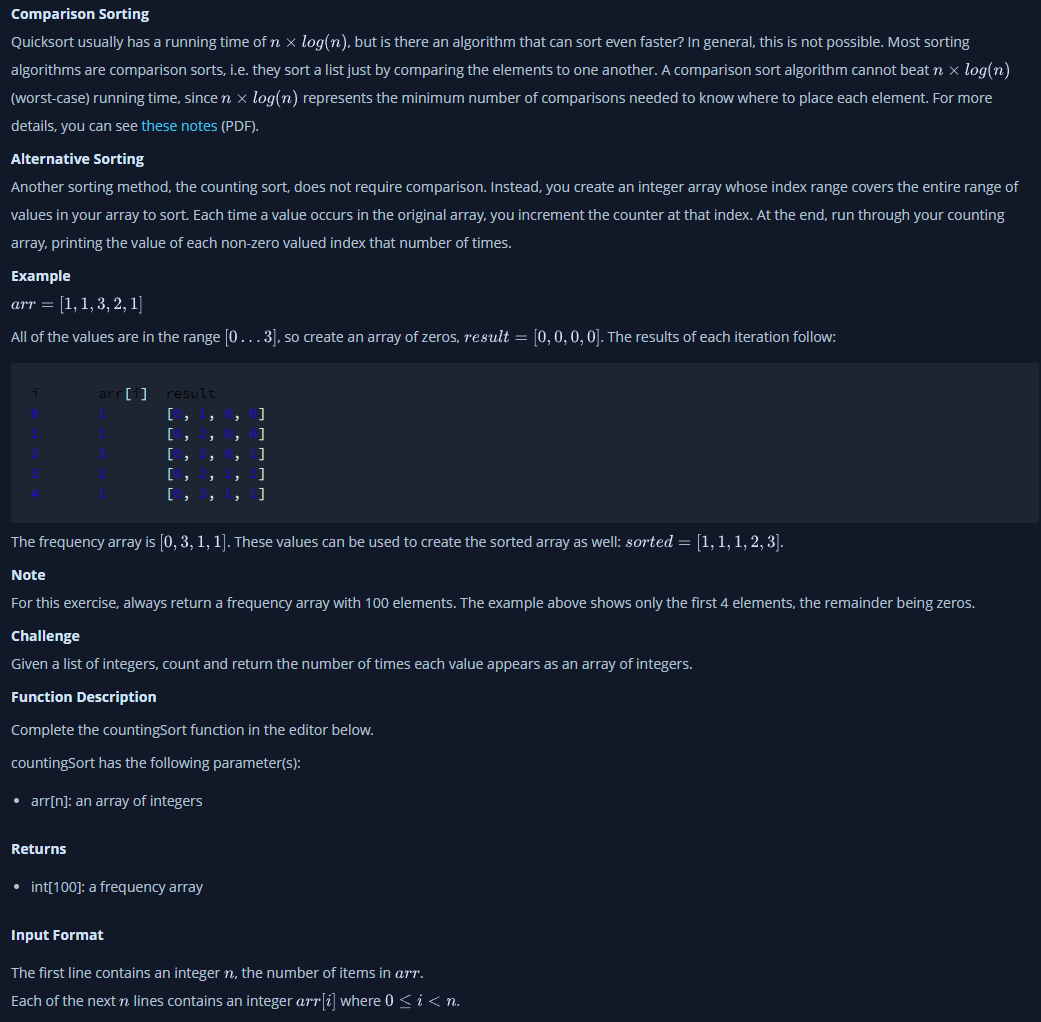 Comparison Sorting
Quicksort usually has a running time of n × log(n), but is there an algorithm that can sort even faster? In general, this is not possible. Most sorting
algorithms are comparison sorts, i.e. they sort a list just by comparing the elements to one another. A comparison sort algorithm cannot beat n × log(n)
(worst-case) running time, since n × log(n) represents the minimum number of comparisons needed to know where to place each element. For more
details, you can see these notes (PDF).
Alternative Sorting
Another sorting method, the counting sort, does not require comparison. Instead, you create an integer array whose index range covers the entire range of
values in your array to sort. Each time a value occurs in the original array, you increment the counter at that index. At the end, run through your counting
array, printing the value of each non-zero valued index that number of times.
Example
arr = [1, 1, 3, 2, 1]
All of the values are in the range [0 . . . 3], so create an array of zeros, result = [0, 0, 0, 0]. The results of each iteration follow:
i arr[i] result
0 1 [0, 1, 0, 0]
1 1 [0, 2, 0, 0]
2 3 [0, 2, 0, 1]
3 2 [0, 2, 1, 1]
4 1 [0, 3, 1, 1]
The frequency array is [0, 3, 1, 1]. These values can be used to create the sorted array as well: sorted = [1, 1, 1, 2, 3].
Note
For this exercise, always return a frequency array with 100 elements. The example above shows only the first 4 elements, the remainder being zeros.
Challenge
Given a list of integers, count and return the number of times each value appears as an array of integers.
Function Description
Complete the countingSort function in the editor below.
countingSort has the following parameter(s):
• arr[n]: an array of integers
Returns
• int[100]: a frequency array
Input Format
The first line contains an integer n, the number of items in arr.
Each of the next n lines contains an integer arr[i] where 0 ≤ i < n.